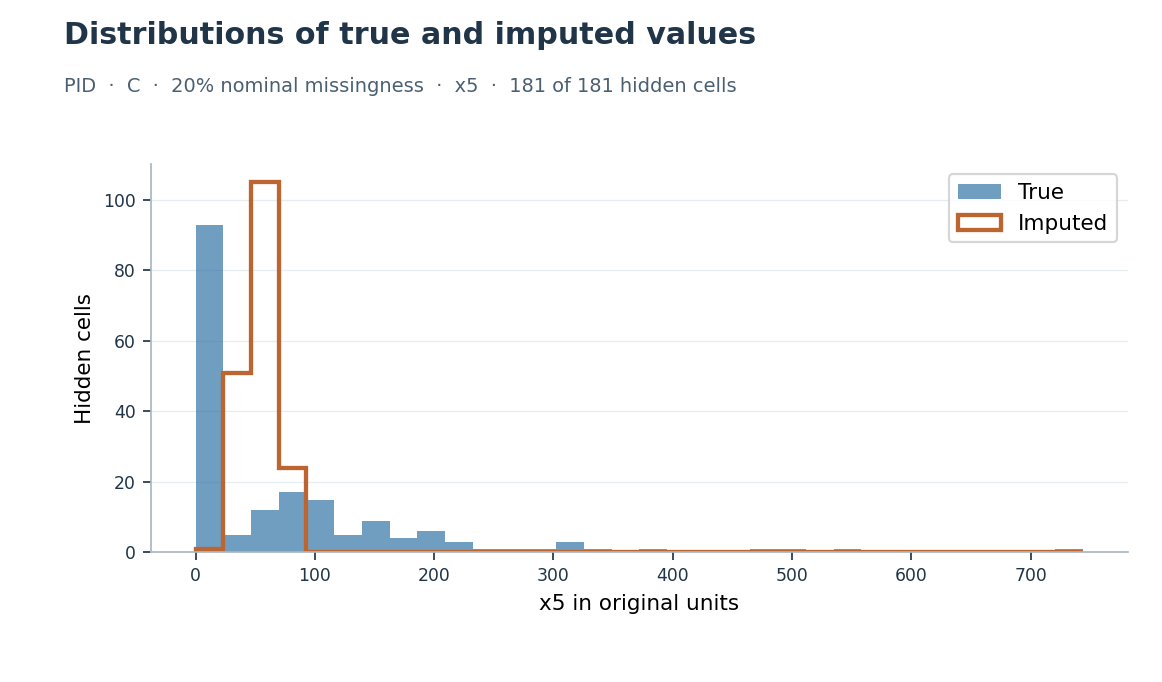 Distributions of true and imputed values
PID · C · 20% nominal missingness · x5 · 181 of 181 hidden cells
True
Imputed
Hidden cells
100
80
60
40
20
0
0 100 200 300 400 500 600 700
x5 in original units